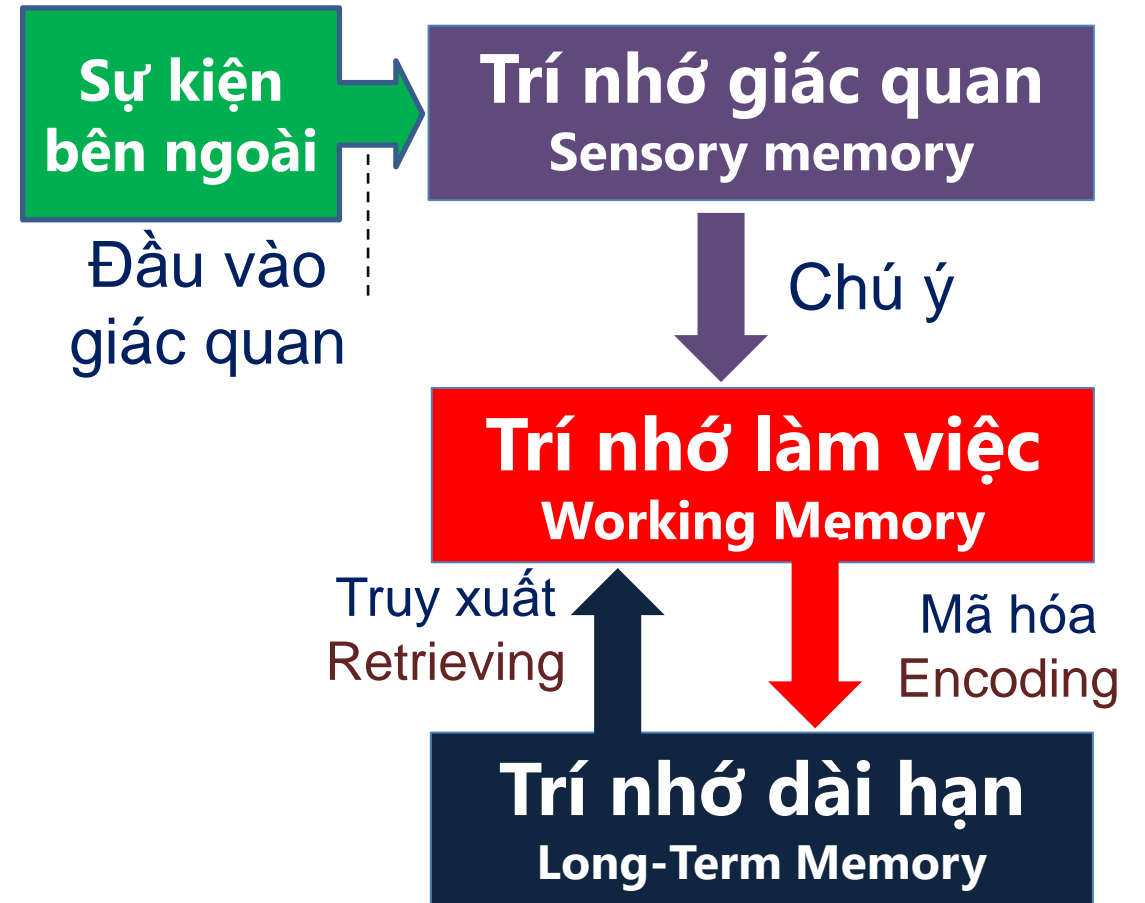 Sự kiện
bên ngoài
Trí nhớ giác quan
Sensory memory
Đầu vào
giác quan
Chú ý
Trí nhớ làm việc
Working Memory
Truy xuất
Retrieving
Mã hóa
Encoding
Trí nhớ dài hạn
Long-Term Memory